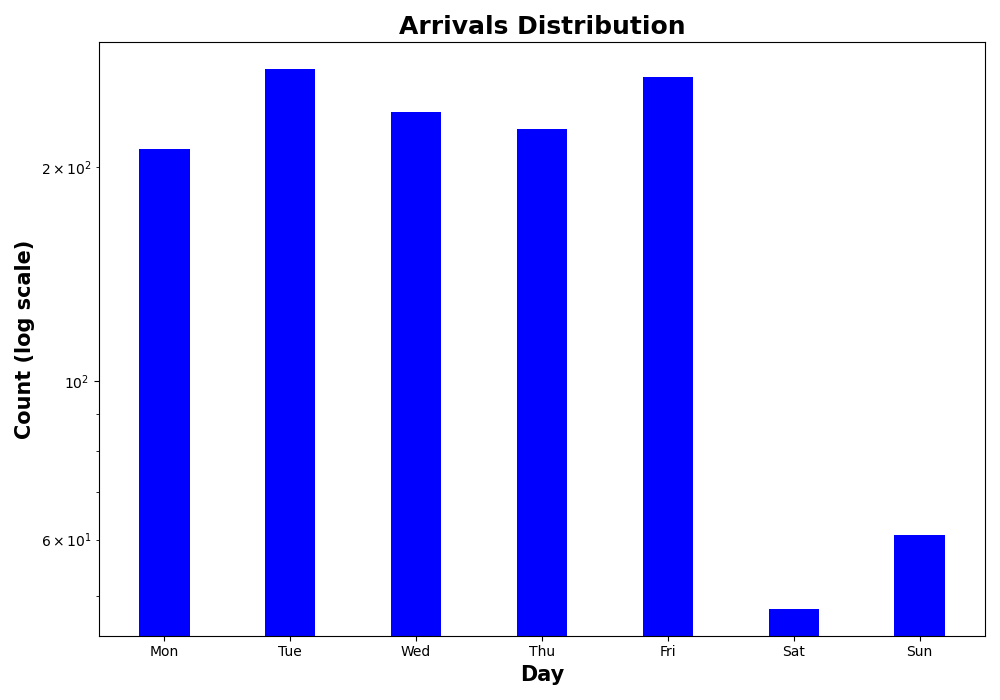 Arrivals Distribution
Count (log scale)
2 × 10²
10²
6 × 10¹
Mon Tue Wed Thu Fri Sat Sun
Day